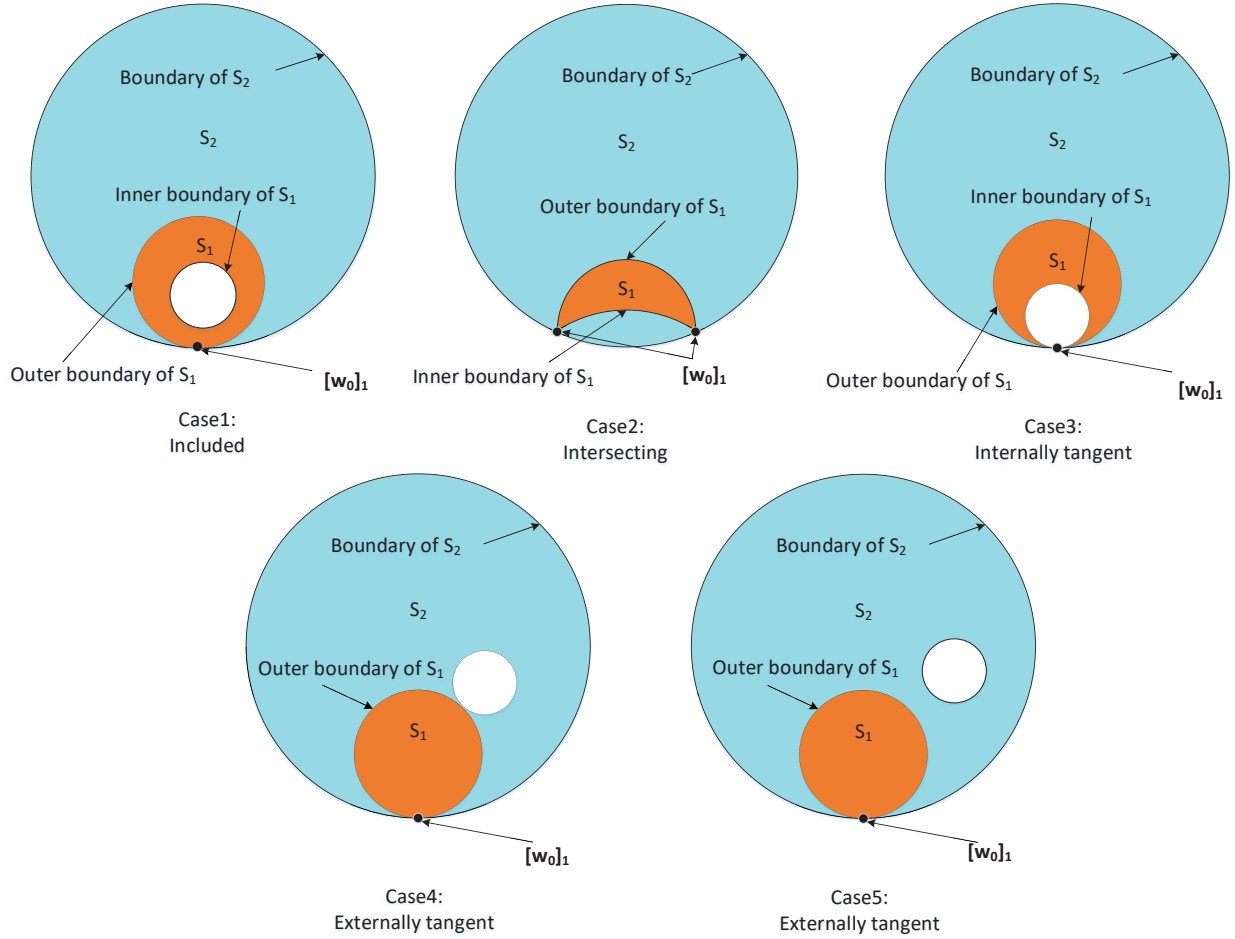 Boundary of S₂
S₂
Inner boundary of S₁
S₁
Outer boundary of S₁
[w₀]₁
Case1:
Included
Boundary of S₂
S₂
Outer boundary of S₁
S₁
Inner boundary of S₁
[w₀]₁
Case2:
Intersecting
Boundary of S₂
S₂
Inner boundary of S₁
S₁
Outer boundary of S₁
[w₀]₁
Case3:
Internally tangent
Boundary of S₂
S₂
Outer boundary of S₁
S₁
[w₀]₁
Case4:
Externally tangent
Boundary of S₂
S₂
Outer boundary of S₁
S₁
[w₀]₁
Case5:
Externally tangent